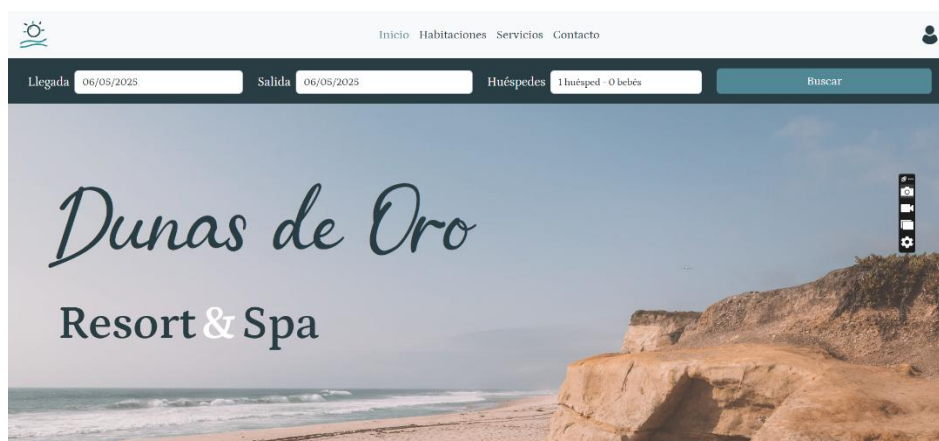 Inicio Habitaciones Servicios Contacto
Llegada 06/05/2025 Salida 06/05/2025 Huéspedes 1 huésped - 0 bebés Buscar
Dunas de Oro
Resort & Spa